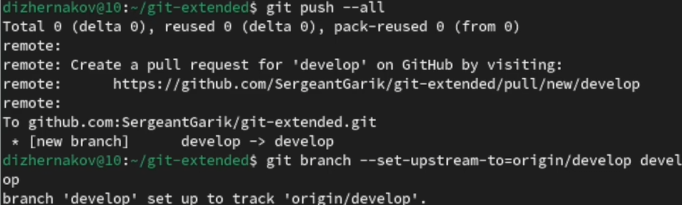 dizhernakov@10:~/git-extended$ git push --all
Total 0 (delta 0), reused 0 (delta 0), pack-reused 0 (from 0)
remote:
remote: Create a pull request for 'develop' on GitHub by visiting:
remote:      https://github.com/SergeantGarik/git-extended/pull/new/develop
remote:
To github.com:SergeantGarik/git-extended.git
 * [new branch]      develop -> develop
dizhernakov@10:~/git-extended$ git branch --set-upstream-to=origin/develop devel
op
branch 'develop' set up to track 'origin/develop'.